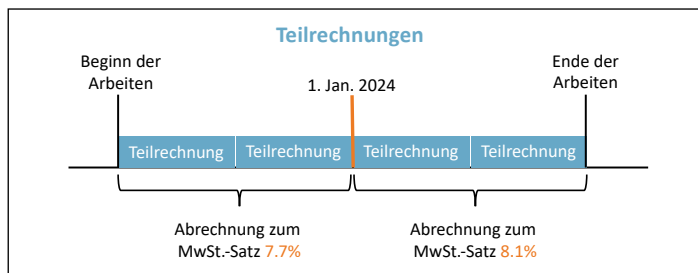 Teilrechnungen
Beginn der
Arbeiten
1. Jan. 2024
Ende der
Arbeiten
Teilrechnung Teilrechnung Teilrechnung Teilrechnung
Abrechnung zum
MwSt.-Satz 7.7%
Abrechnung zum
MwSt.-Satz 8.1%